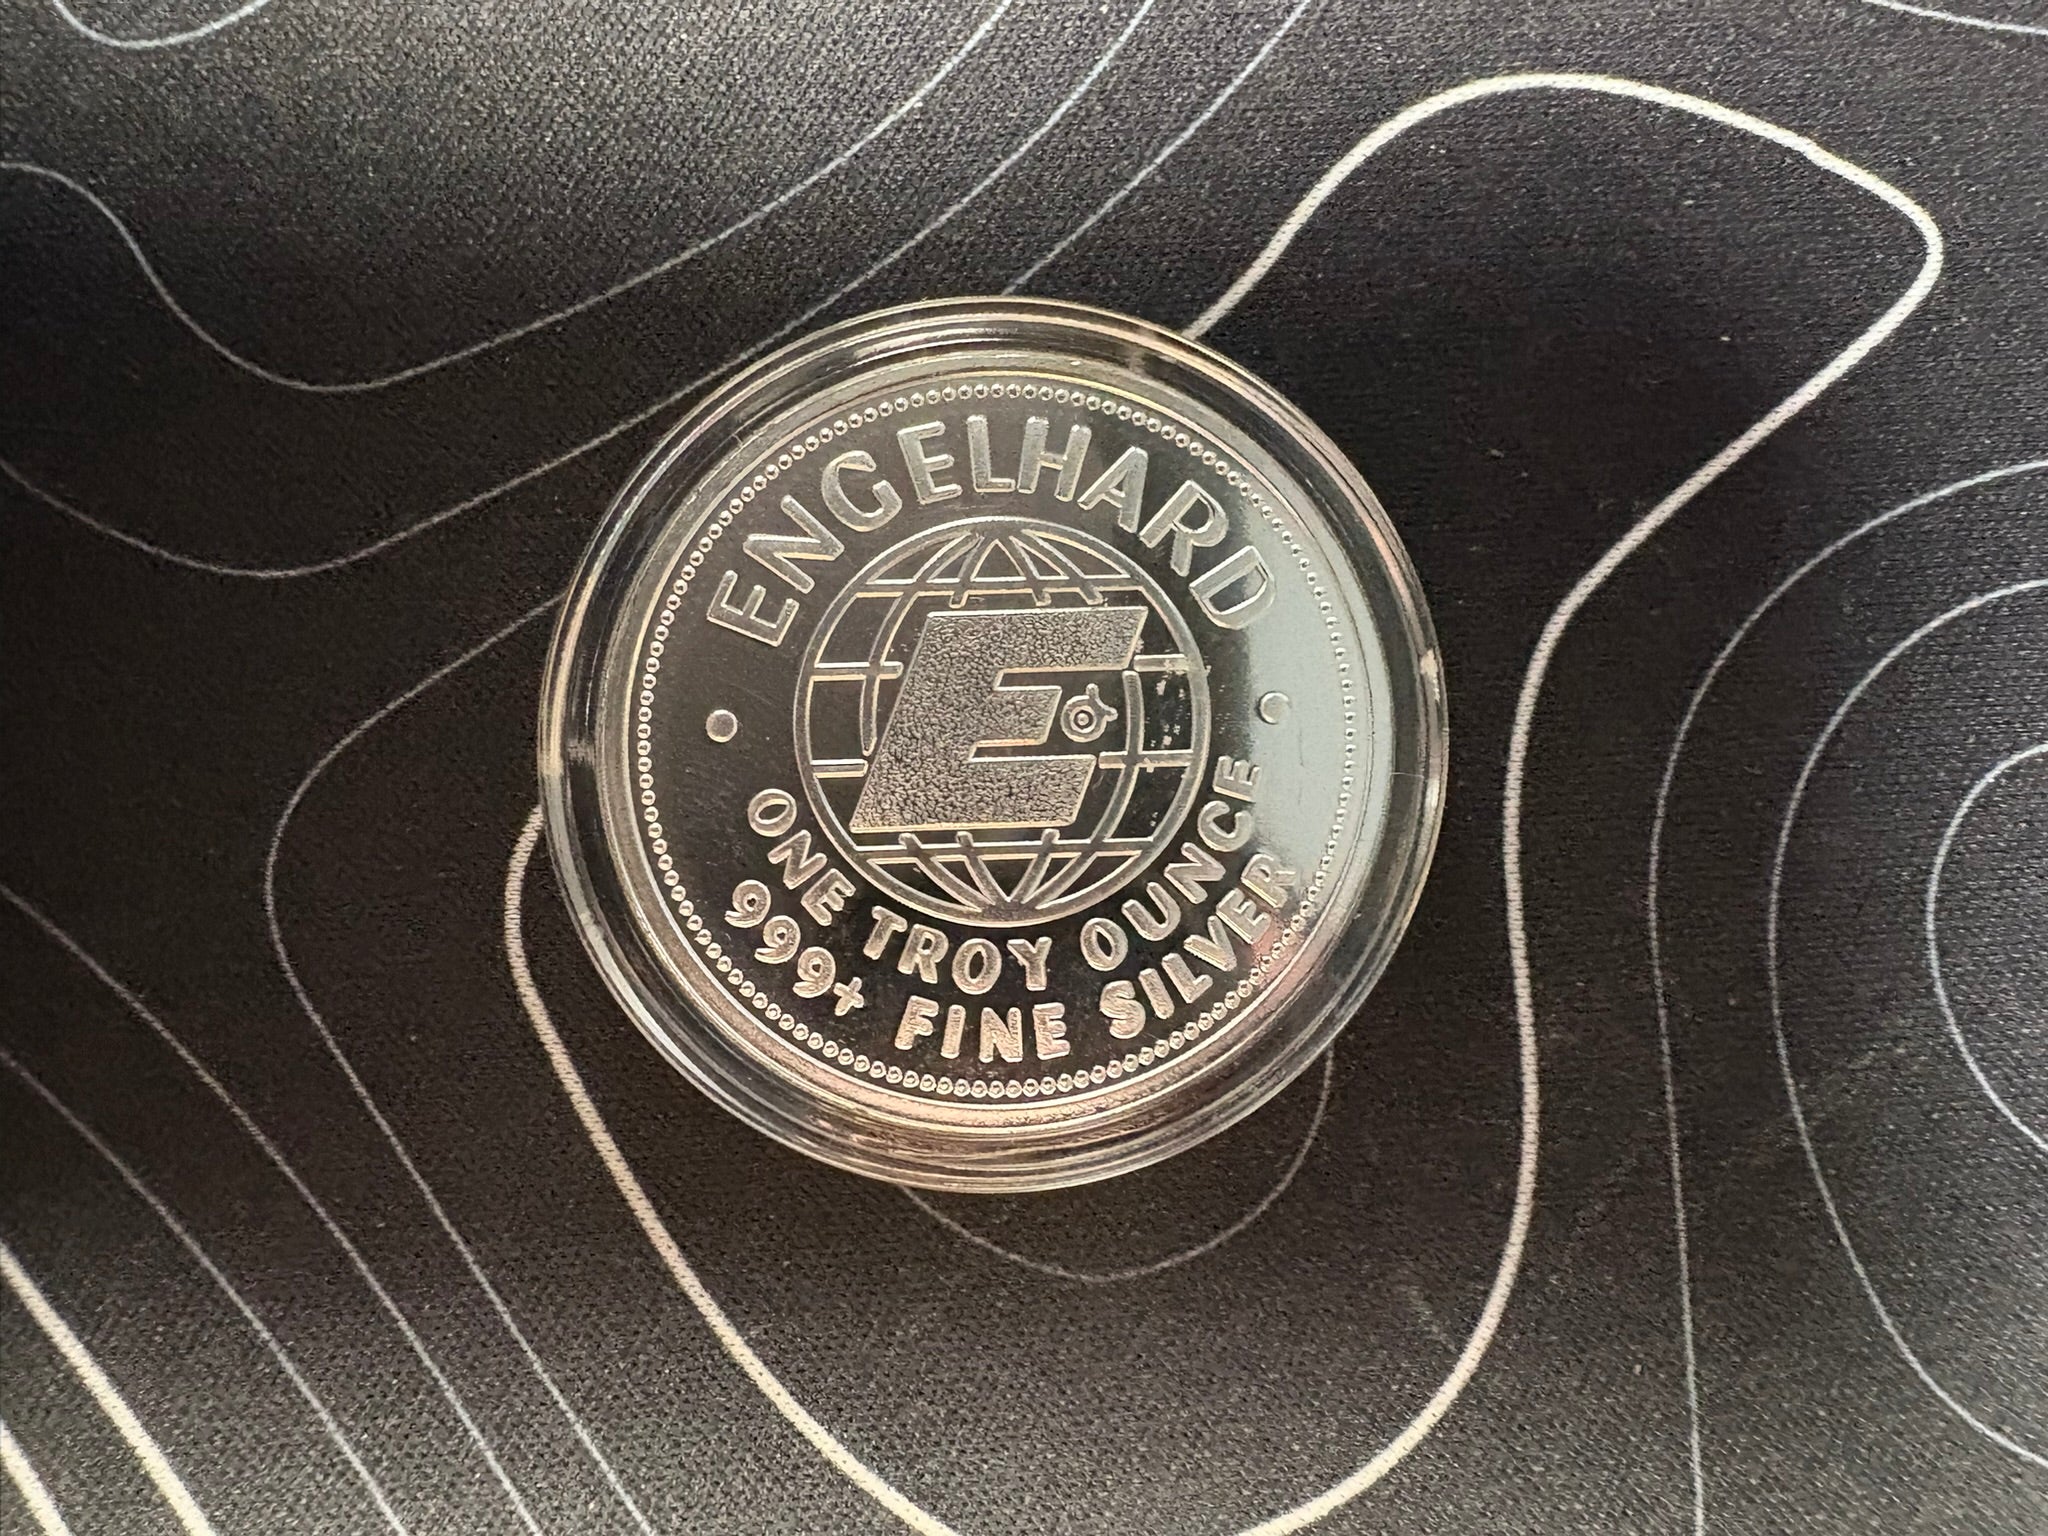 ENGELHARD
E
ONE TROY OUNCE
999+ FINE SILVER